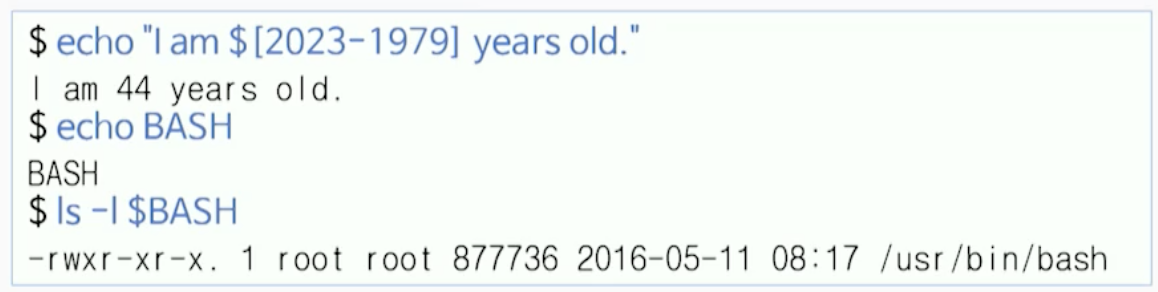 $ echo "I am $[2023-1979] years old."
I am 44 years old.
$ echo BASH
BASH
$ ls -l $BASH
-rwxr-xr-x. 1 root root 877736 2016-05-11 08:17 /usr/bin/bash